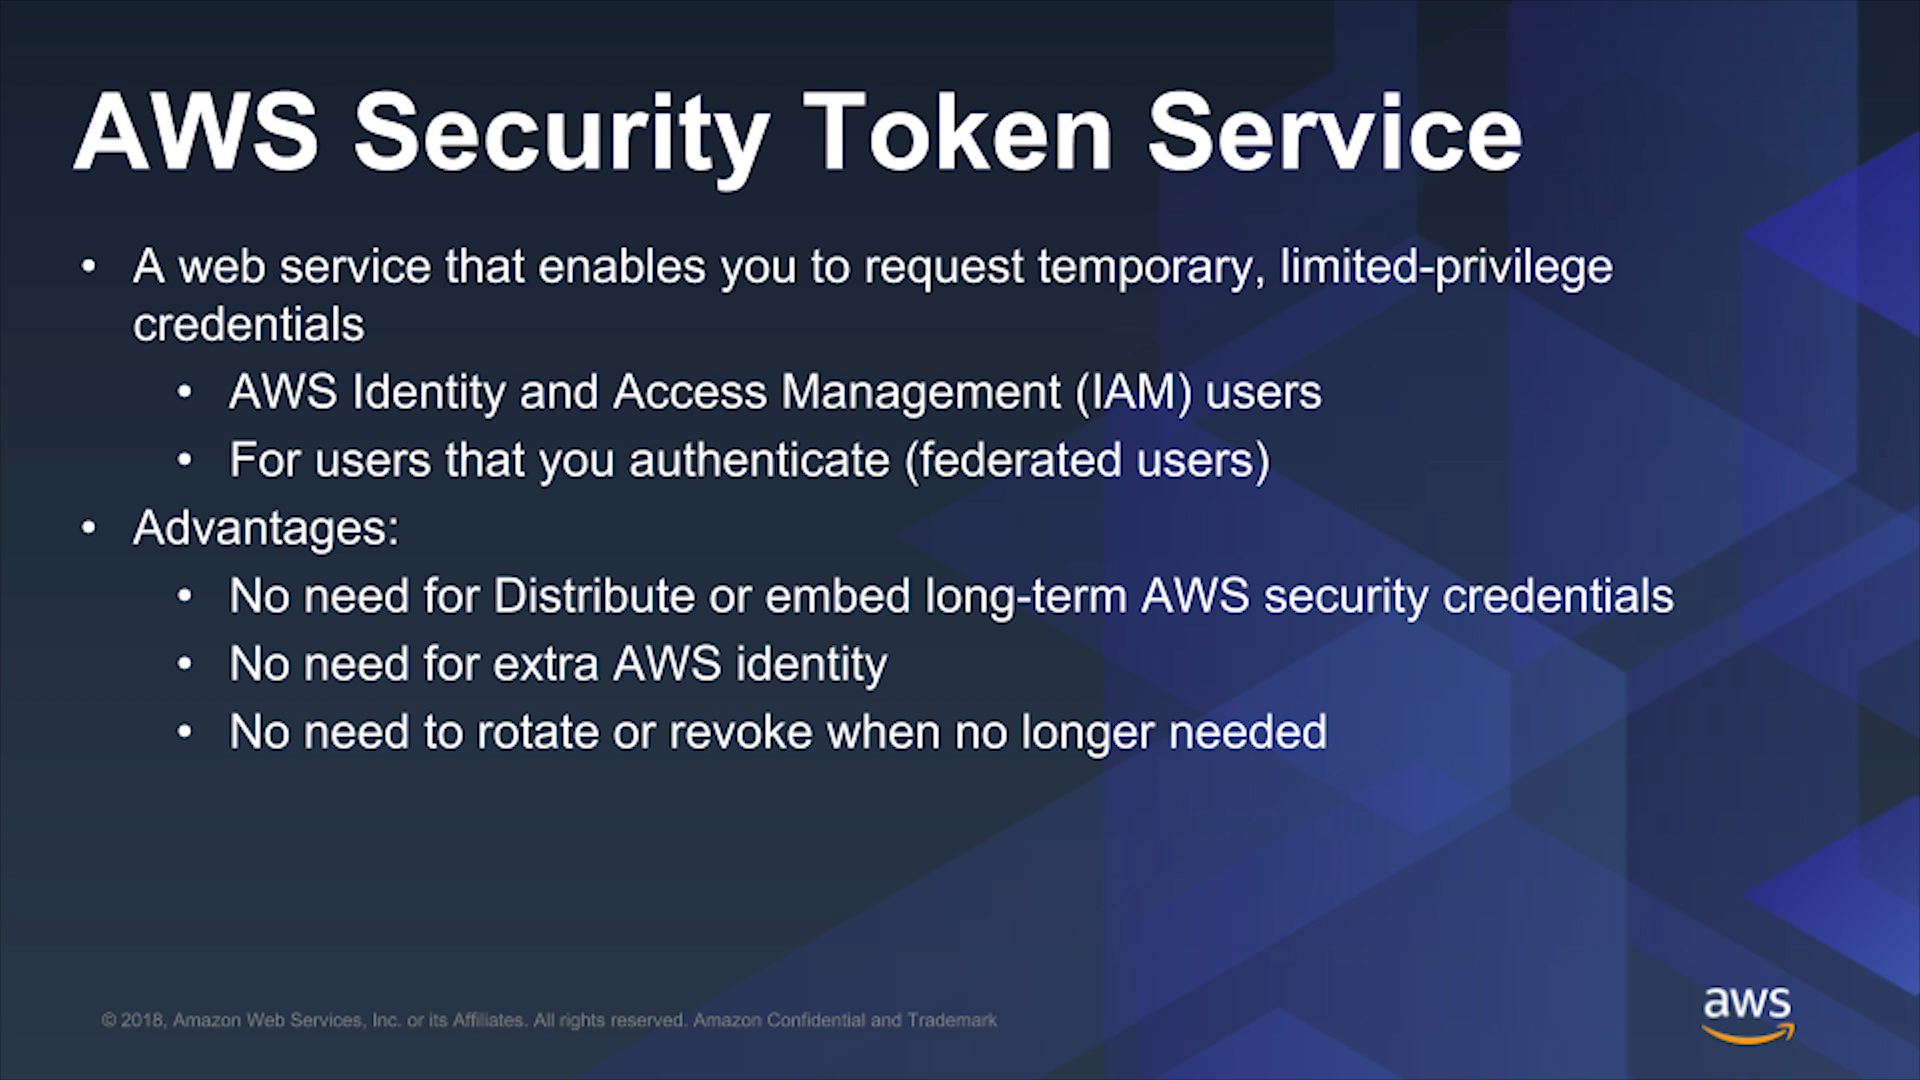 AWS Security Token Service
• A web service that enables you to request temporary, limited-privilege
credentials
• AWS Identity and Access Management (IAM) users
• For users that you authenticate (federated users)
• Advantages:
• No need for Distribute or embed long-term AWS security credentials
• No need for extra AWS identity
• No need to rotate or revoke when no longer needed
© 2018, Amazon Web Services, Inc. or its Affiliates. All rights reserved. Amazon Confidential and Trademark
aws